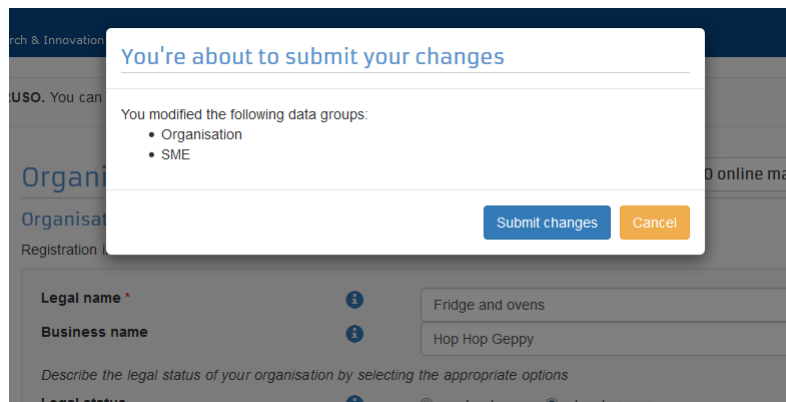 rch & Innovation
You're about to submit your changes
RUSO. You can
You modified the following data groups:
• Organisation
• SME
Organi
0 online ma
Submit changes Cancel
Organisat
Registration i
Legal name *
Fridge and ovens
Business name
Hop Hop Geppy
Describe the legal status of your organisation by selecting the appropriate options
Legal status